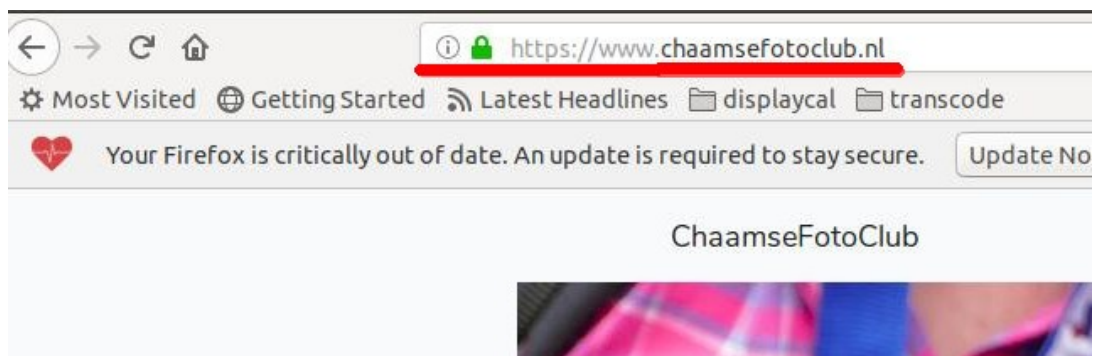 https://www.chaamsefotoclub.nl
Most Visited Getting Started Latest Headlines displaycal transcode
Your Firefox is critically out of date. An update is required to stay secure. Update No
ChaamseFotoClub